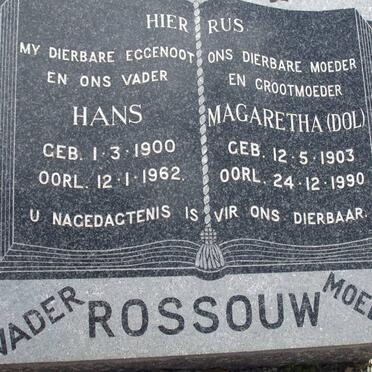 HIER RUS
MY DIERBARE EGGENOOT
EN ONS VADER
HANS
GEB. 1·3·1900
OORL. 12·1·1962.
ONS DIERBARE MOEDER
EN GROOTMOEDER
MAGARETHA (DOL)
GEB. 12·5·1903
OORL. 24·12·1990
U NAGEDACTENIS IS VIR ONS DIERBAAR.
VADER ROSSOUW